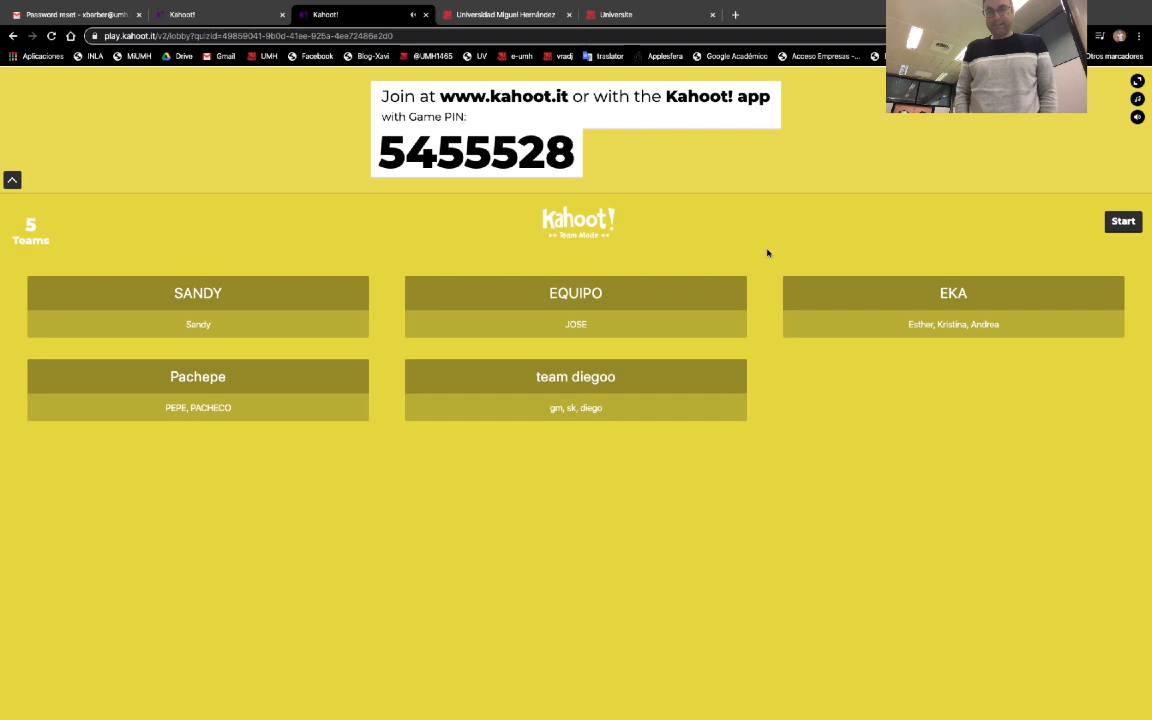 Password reset - xbarber@umh.
Kahoot!
Kahoot!
Universidad Miguel Hernández
Universite
play.kahoot.it/v2/lobby?quizId=49859041-9b0d-41ee-925a-4ee72486e2d0
Aplicaciones INLA MiUMH Drive Gmail UMH Facebook Blog-Xavi @UMH1465 UV e-umh vradj traslator Applesfera Google Académico Acceso Empresas -... Otros marcadores
Join at www.kahoot.it or with the Kahoot! app
with Game PIN:
5455528
5
Teams
Kahoot!
Team Mode
Start
SANDY
Sandy
EQUIPO
JOSE
EKA
Esther, Kristina, Andrea
Pachepe
PEPE, PACHECO
team diegoo
gm, sk, diego